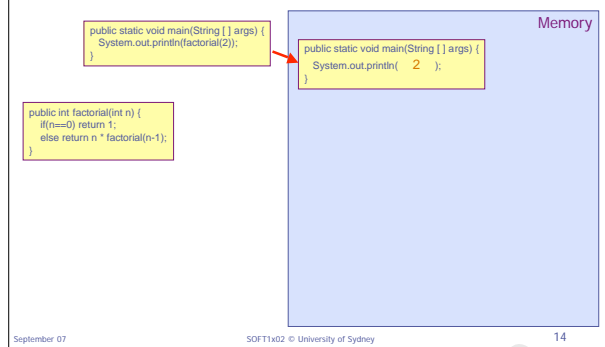 Memory
public static void main(String [ ] args) {
System.out.println(factorial(2));
}
public static void main(String [ ] args) {
System.out.println( 2 );
}
public int factorial(int n) {
if(n==0) return 1;
else return n * factorial(n-1);
}
September 07
SOFT1x02 © University of Sydney
14